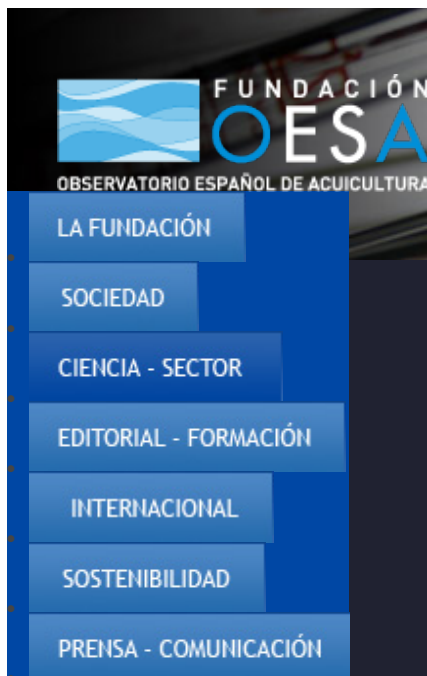 FUNDACIÓN
OESA
OBSERVATORIO ESPAÑOL DE ACUICULTURA
LA FUNDACIÓN
SOCIEDAD
CIENCIA - SECTOR
EDITORIAL - FORMACIÓN
INTERNACIONAL
SOSTENIBILIDAD
PRENSA - COMUNICACIÓN